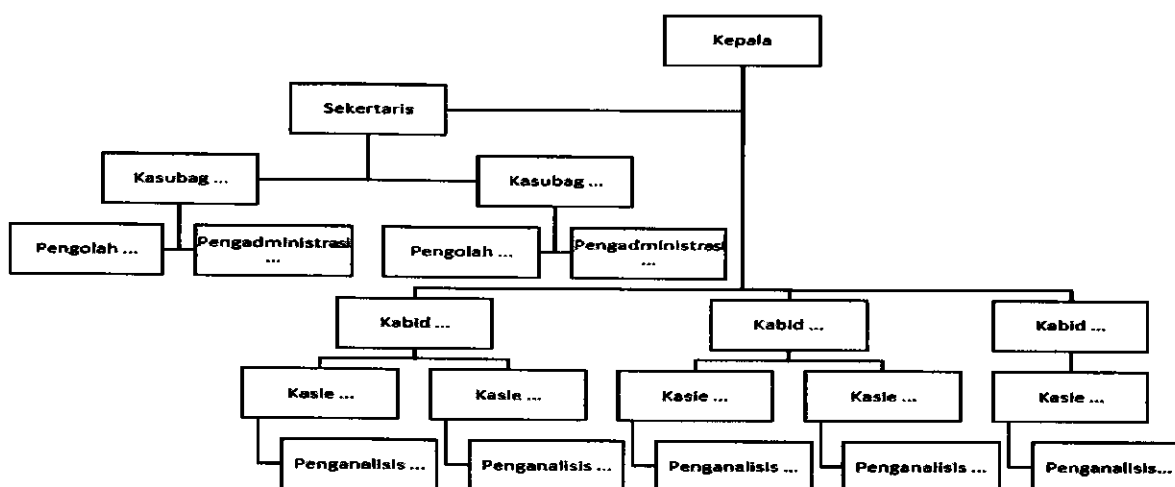 Kepala
Sekertaris
Kasubag ...
Kasubag ...
Pengolah ...
Pengadministrasi
...
Pengolah ...
Pengadministrasi
...
Kabid ...
Kabid ...
Kabid ...
Kasie ...
Kasie ...
Kasie ...
Kasie ...
Kasie ...
Penganalisis ...
Penganalisis ...
Penganalisis ...
Penganalisis ...
Penganalisis...